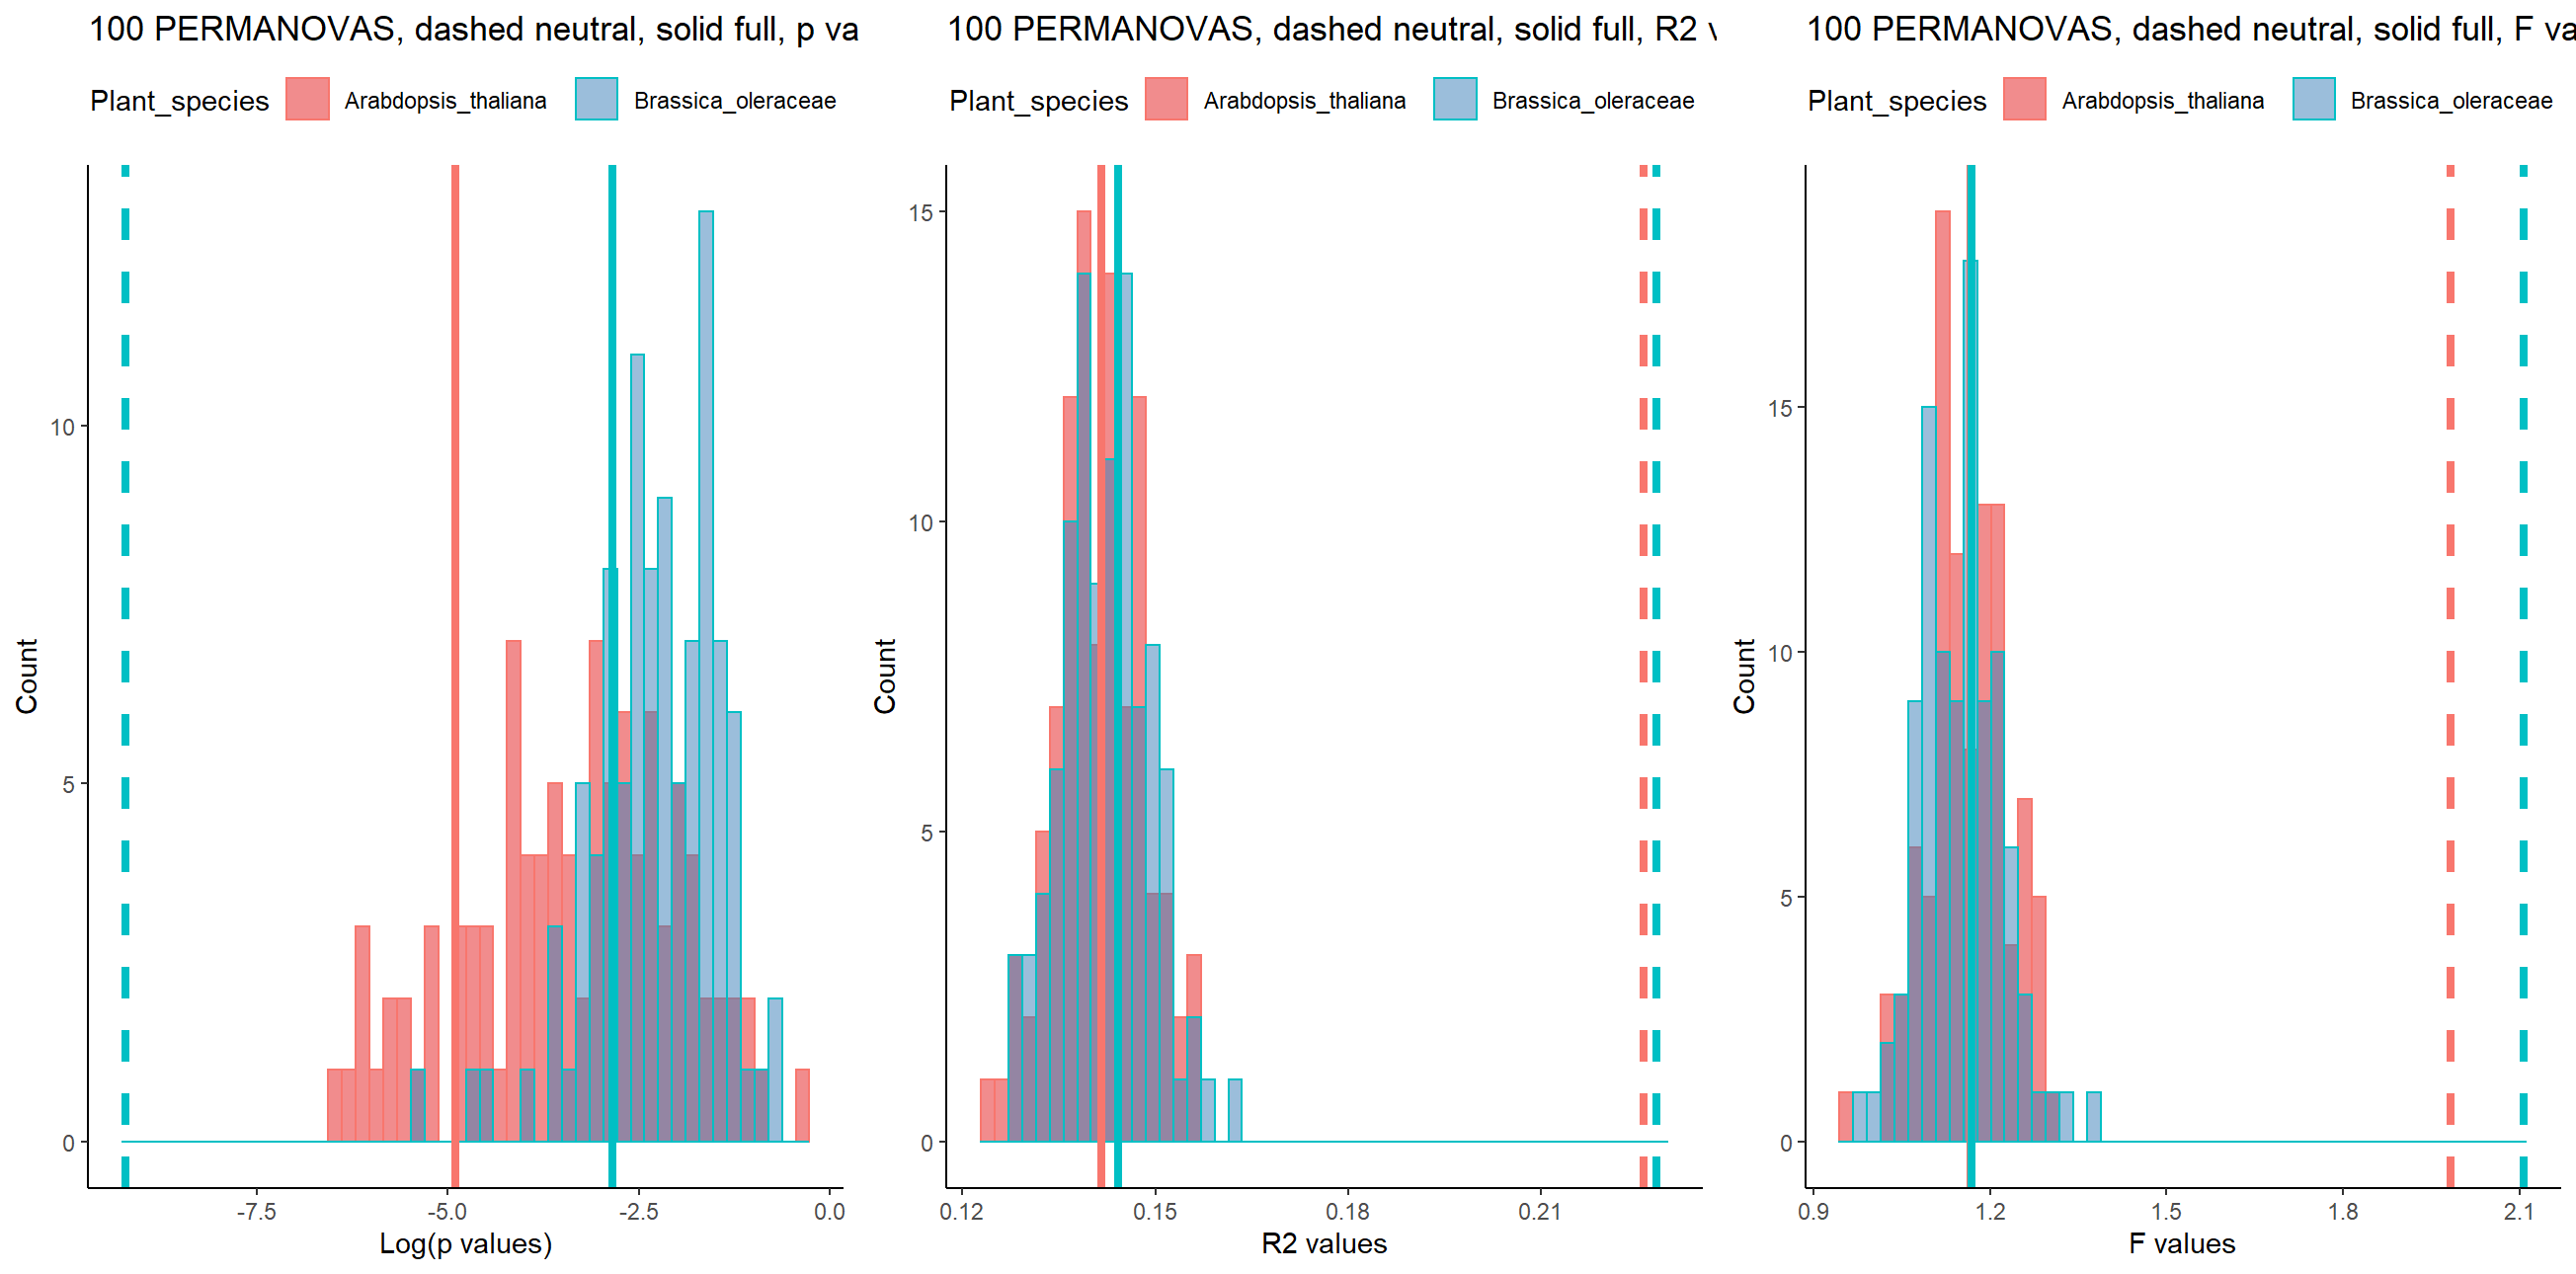 100 PERMANOVAS, dashed neutral, solid full, p va
Plant_species Arabdopsis_thaliana Brassica_oleraceae
10
5
0
Count
-7.5 -5.0 -2.5 0.0
Log(p values)
100 PERMANOVAS, dashed neutral, solid full, R2
Plant_species Arabdopsis_thaliana Brassica_oleraceae
15
10
5
0
Count
0.12 0.15 0.18 0.21
R2 values
100 PERMANOVAS, dashed neutral, solid full, F va
Plant_species Arabdopsis_thaliana Brassica_oleraceae
15
10
5
0
Count
0.9 1.2 1.5 1.8 2.1
F values